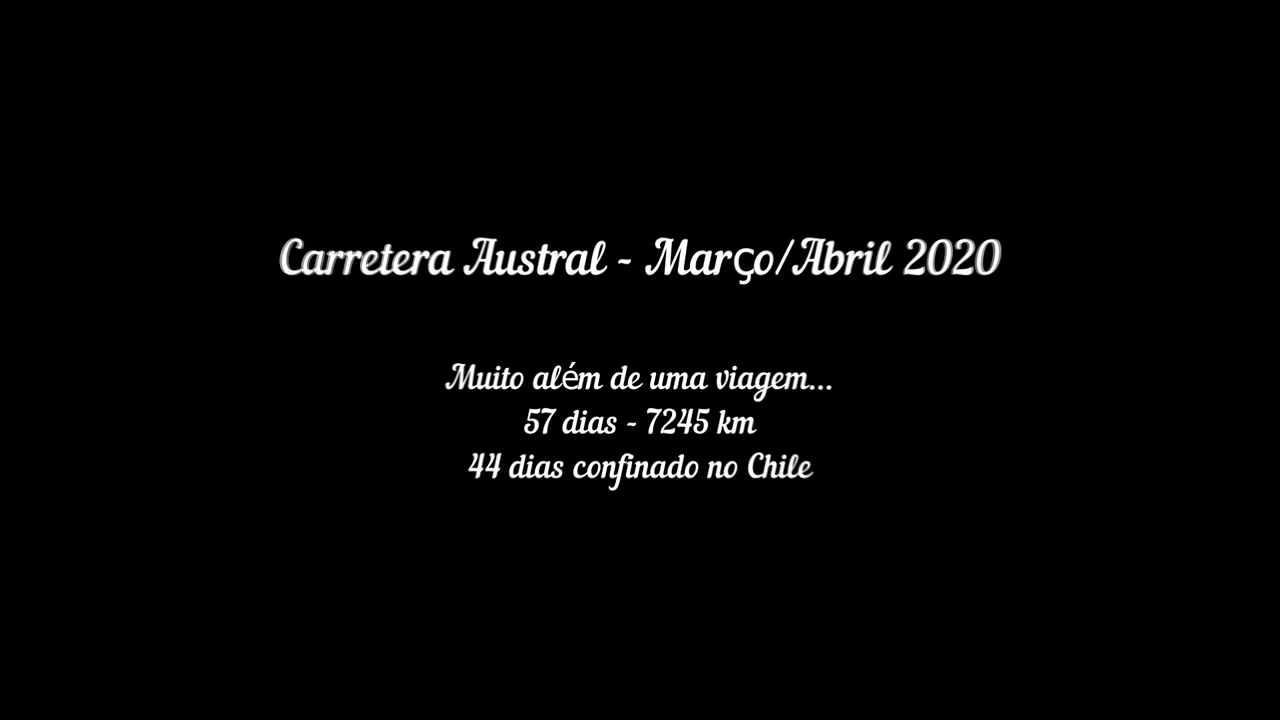 Carretera Austral - Março/Abril 2020
Muito além de uma viagem...
57 dias - 7245 km
44 dias confinado no Chile